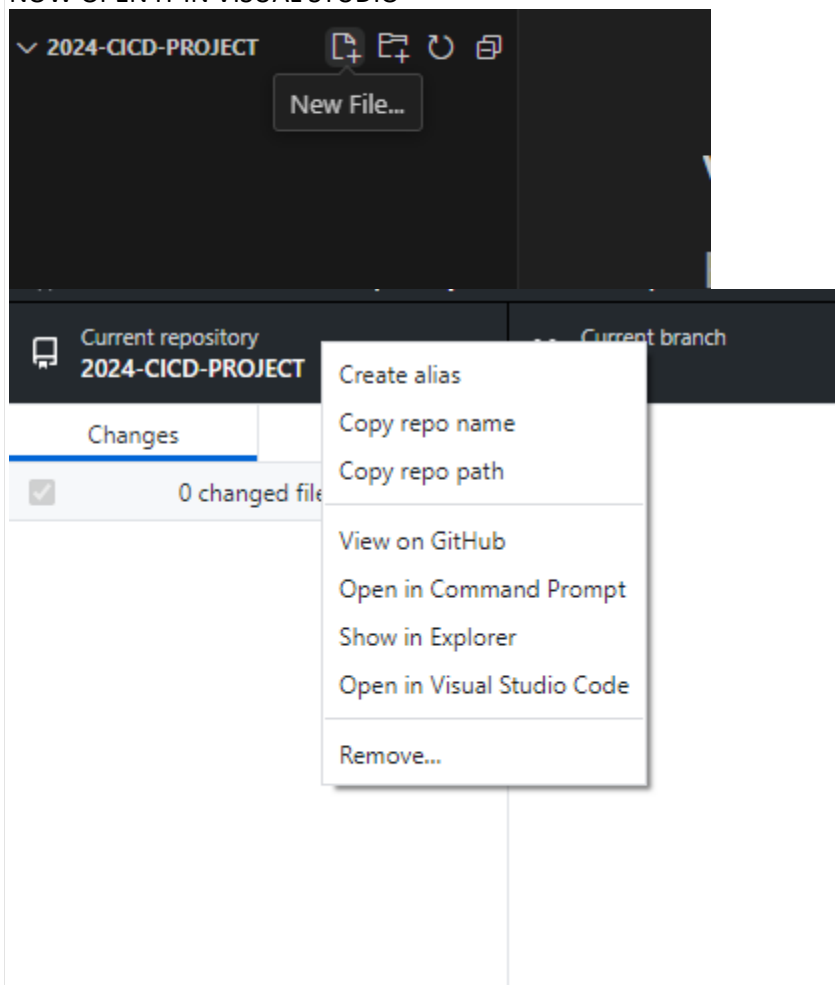 NOW OPEN IT IN VISUAL STUDIO
2024-CICD-PROJECT
New File...
Current repository
2024-CICD-PROJECT
Current branch
Changes
0 changed file
Create alias
Copy repo name
Copy repo path
View on GitHub
Open in Command Prompt
Show in Explorer
Open in Visual Studio Code
Remove...